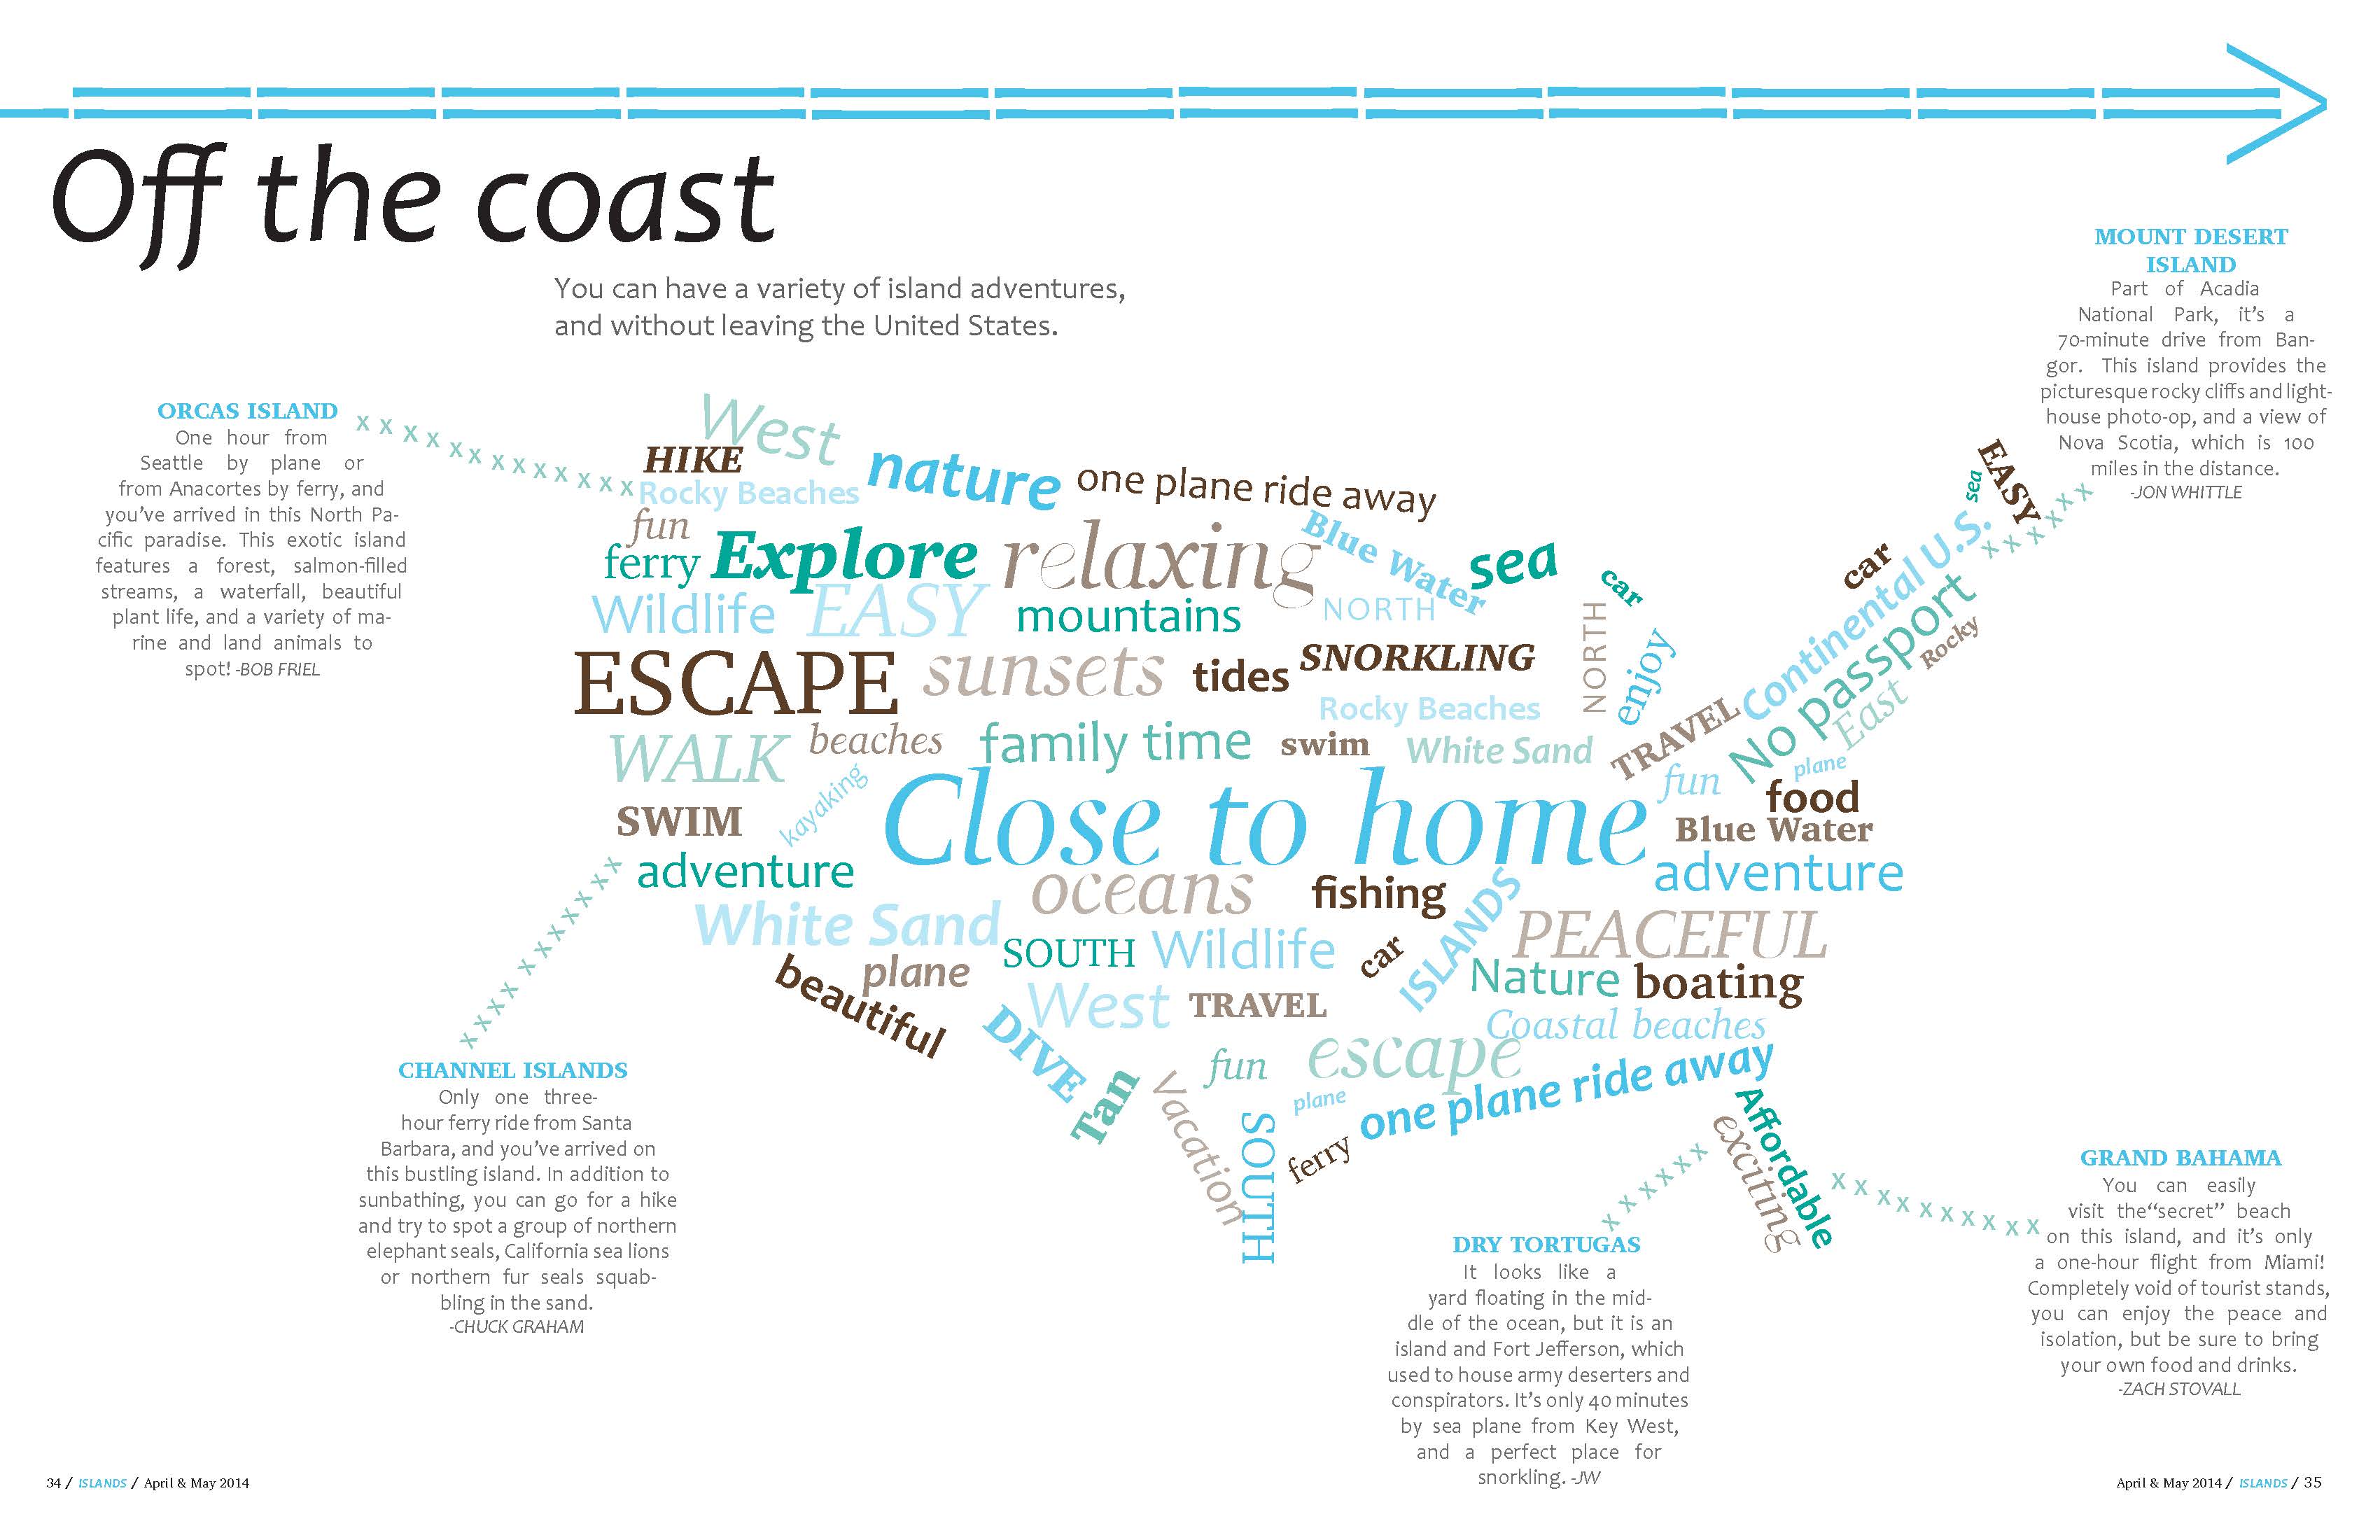 Off the coast
You can have a variety of island adventures,
and without leaving the United States.
ORCAS ISLAND
One hour from
Seattle by plane or
from Anacortes by ferry, and
you've arrived in this North Pa-
cific paradise. This exotic island
features a forest, salmon-filled
streams, a waterfall, beautiful
plant life, and a variety of ma-
rine and land animals to
spot! -BOB FRIEL
x x x x x x x x x x x x x
MOUNT DESERT
ISLAND
Part of Acadia
National Park, it's a
70-minute drive from Ban-
gor. This island provides the
picturesque rocky cliffs and light-
house photo-op, and a view of
Nova Scotia, which is 100
miles in the distance.
-JON WHITTLE
x x x x x x
West
HIKE
Rocky Beaches
nature
one plane ride away
fun
ferry
Explore
relaxing
Blue Water
sea
car
Wildlife
EASY
mountains
NORTH
NORTH
enjoy
ESCAPE
sunsets
tides
SNORKLING
Rocky Beaches
WALK
beaches
family time
swim
White Sand
TRAVEL
Continental U.S.
sea
EASY
car
No passport
Rocky
East
plane
fun
food
SWIM
kayaking
Close to home
Blue Water
adventure
oceans
fishing
ISLANDS
adventure
White Sand
SOUTH
Wildlife
car
PEACEFUL
beautiful
plane
West
TRAVEL
Nature
boating
DIVE
Coastal beaches
Tan
Vacation
fun
escape
plane
one plane ride away
SOUTH
ferry
Affordable
exciting
x x x x x x x x x x x x
CHANNEL ISLANDS
Only one three-
hour ferry ride from Santa
Barbara, and you've arrived on
this bustling island. In addition to
sunbathing, you can go for a hike
and try to spot a group of northern
elephant seals, California sea lions
or northern fur seals squab-
bling in the sand.
-CHUCK GRAHAM
x x x x x x
DRY TORTUGAS
It looks like a
yard floating in the mid-
dle of the ocean, but it is an
island and Fort Jefferson, which
used to house army deserters and
conspirators. It's only 40 minutes
by sea plane from Key West,
and a perfect place for
snorkling. -JW
x x x x x x x x x x
GRAND BAHAMA
You can easily
visit the"secret" beach
on this island, and it's only
a one-hour flight from Miami!
Completely void of tourist stands,
you can enjoy the peace and
isolation, but be sure to bring
your own food and drinks.
-ZACH STOVALL
34 / ISLANDS / April & May 2014
April & May 2014 / ISLANDS / 35